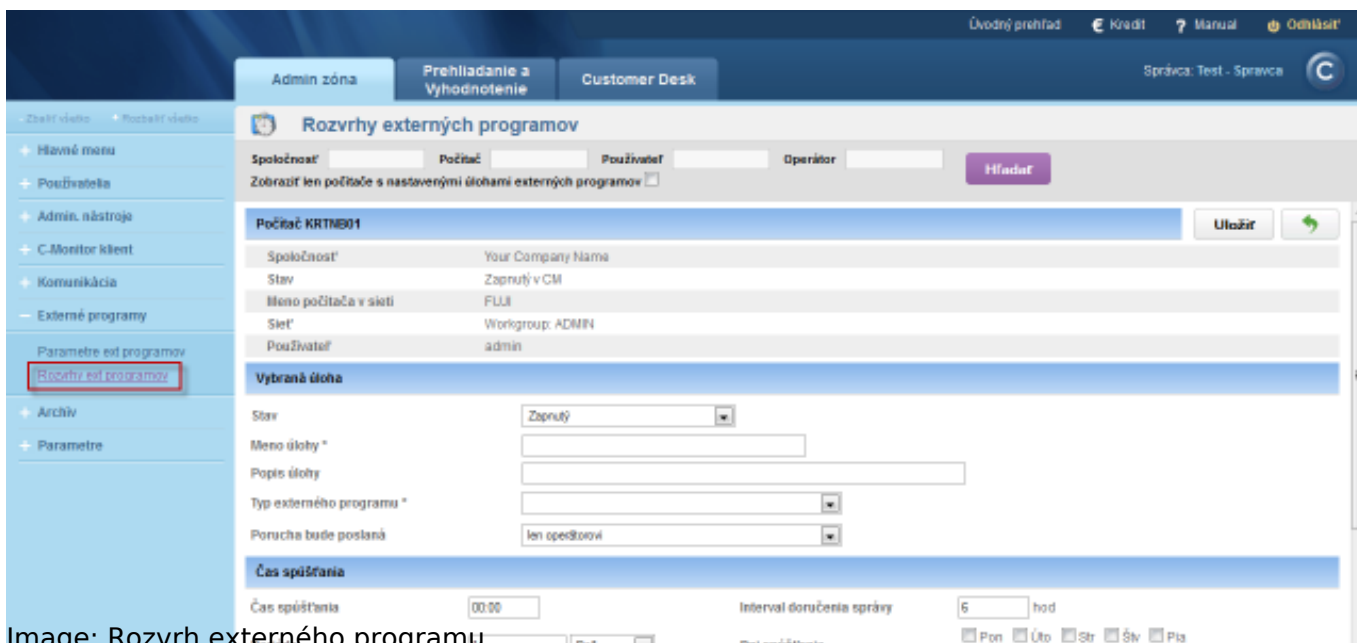 Úvodný prehľad € Kredit ? Manual Odhlásiť
Admin zóna Prehliadanie a Vyhodnotenie Customer Desk Správca: Test - Spravca C
Zbaliť všetko Rozbaliť všetko
Rozvrhy externých programov
Hlavné menu
Používatelia
Admin. nástroje
C-Monitor klient
Komunikácia
Externé programy
Parametre ext programov
Rozvrhy ext programov
Archív
Parametre
Spoločnosť Počítač Používateľ Operátor Hľadať
Zobraziť len počítače s nastavenými úlohami externých programov
Počítač KRTNB01 Uložiť
Spoločnosť Your Company Name
Stav Zapnutý v CM
Meno počítača v sieti FUJI
Sieť Workgroup: ADMIN
Používateľ admin
Vybraná úloha
Stav Zapnutý
Meno úlohy *
Popis úlohy
Typ externého programu *
Porucha bude poslaná len operátorovi
Čas spúšťania
Čas spúšťania 00:00 Interval doručenia správy 6 hod
Pon Úto Str Štv Pia
Image: Rozvrh externého programu